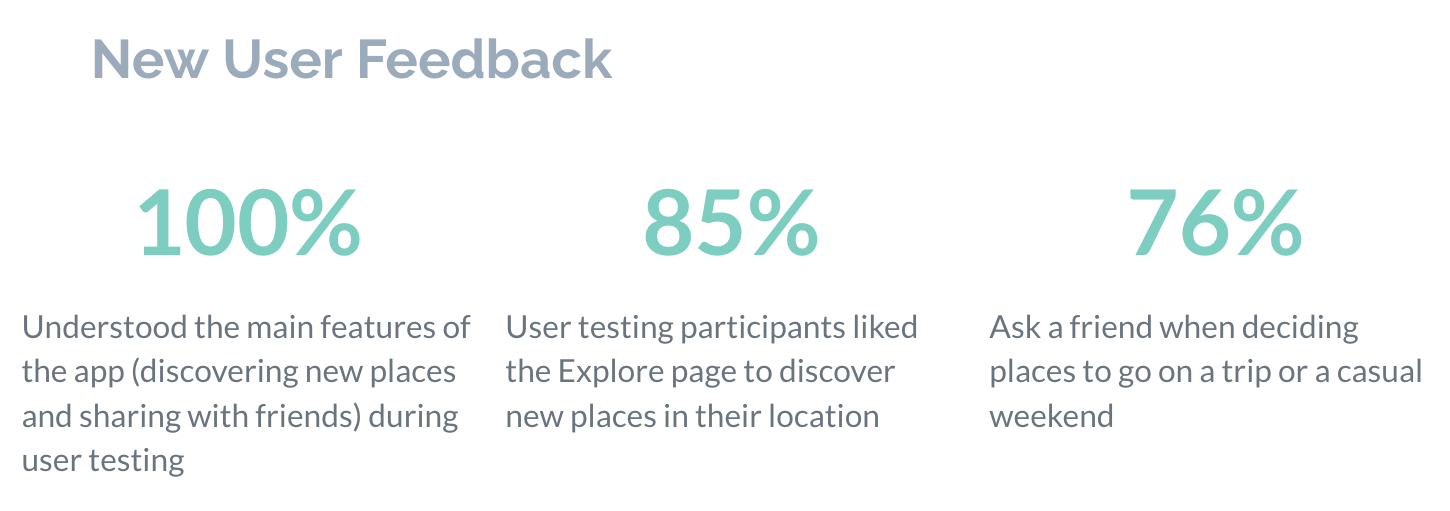 New User Feedback
100%
Understood the main features of
the app (discovering new places
and sharing with friends) during
user testing
85%
User testing participants liked
the Explore page to discover
new places in their location
76%
Ask a friend when deciding
places to go on a trip or a casual
weekend